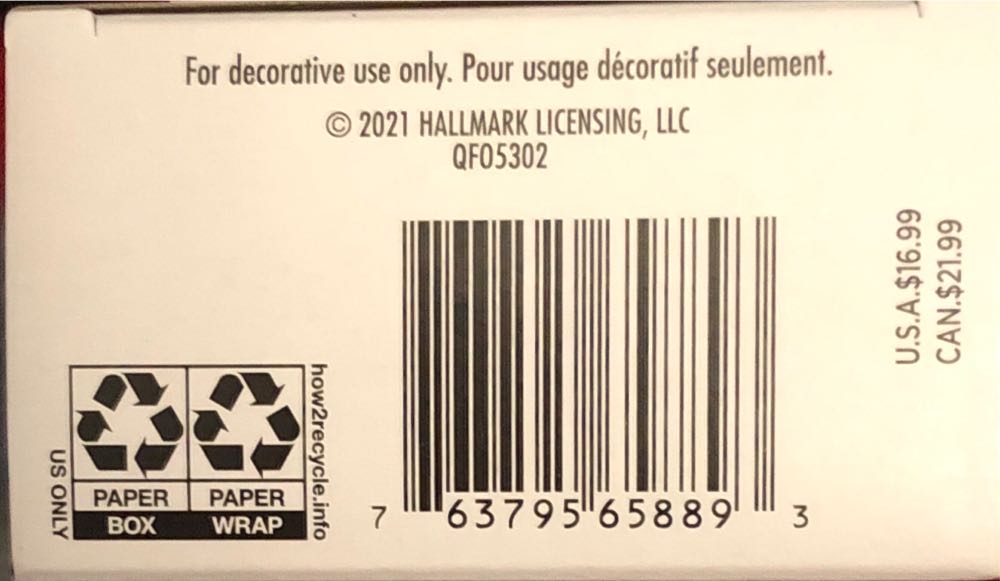 For decorative use only. Pour usage décoratif seulement.
© 2021 HALLMARK LICENSING, LLC
QFO5302
U.S.A.$16.99
CAN.$21.99
how2recycle.info
US ONLY
PAPER PAPER
BOX WRAP
7 63795 65889 3